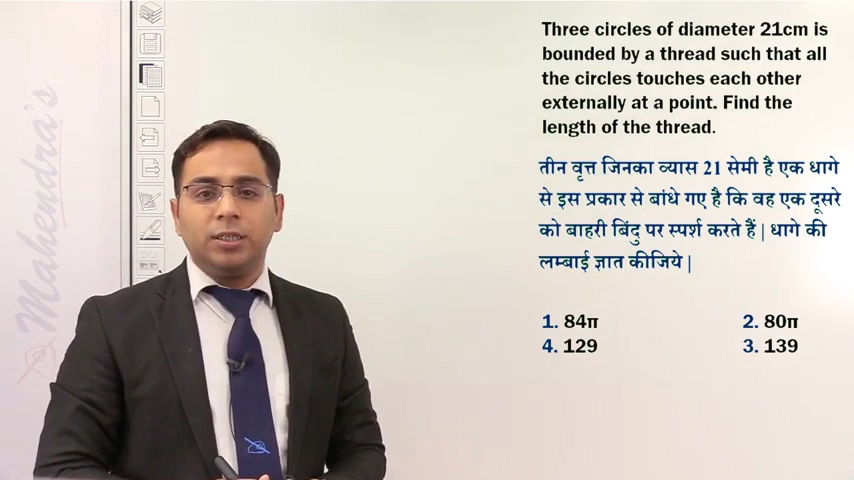 Three circles of diameter 21cm is
bounded by a thread such that all
the circles touches each other
externally at a point. Find the
length of the thread.
तीन वृत्त जिनका व्यास 21 सेमी है एक धागे
से इस प्रकार से बांधे गए है कि वह एक दूसरे
को बाहरी बिंदु पर स्पर्श करते हैं | धागे की
लम्बाई ज्ञात कीजिये |
1. 84π 2. 80π
4. 129 3. 139
Mahendra's